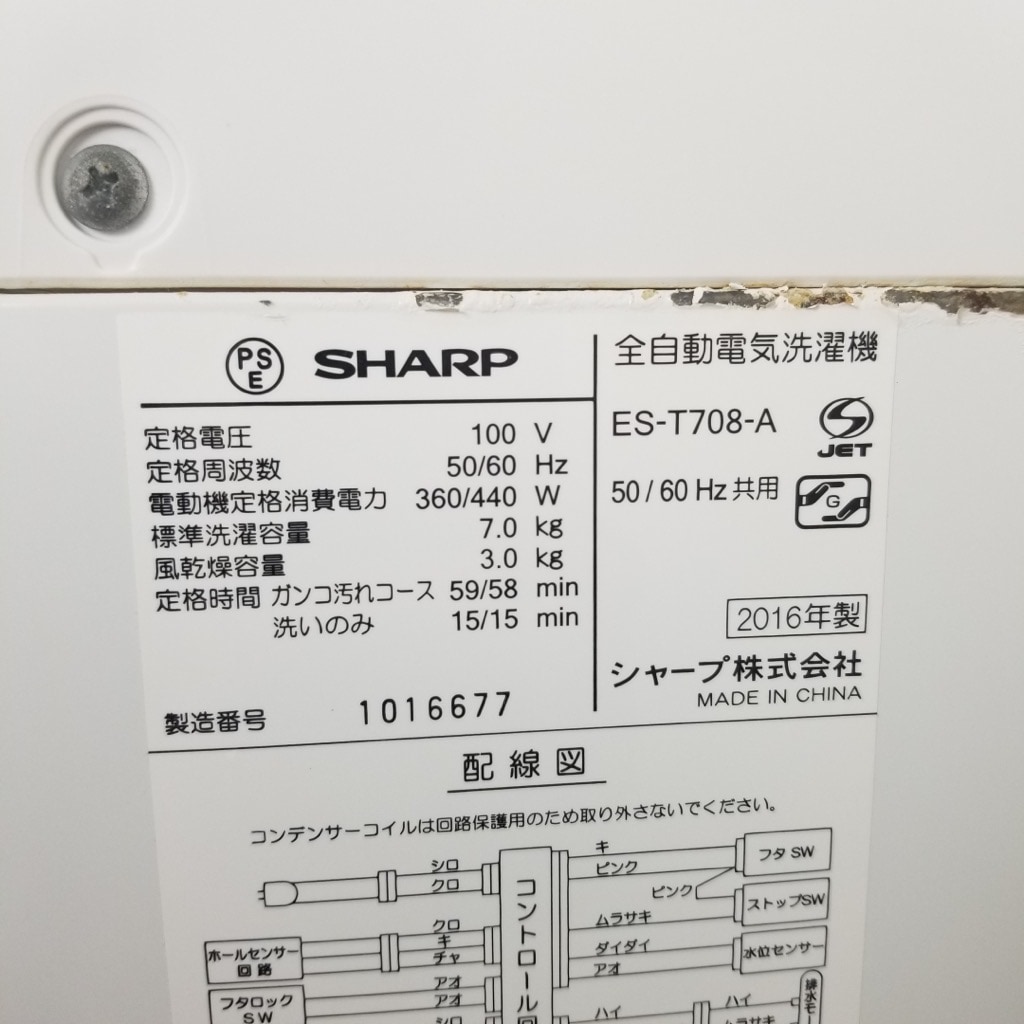 PSE SHARP
定格電圧 100 V
定格周波数 50/60 Hz
電動機定格消費電力 360/440 W
標準洗濯容量 7.0 kg
風乾燥容量 3.0 kg
定格時間 ガンコ汚れコース 59/58 min
洗いのみ 15/15 min
製造番号 1016677
全自動電気洗濯機
ES-T708-A
JET
50/60 Hz 共用
G
2016年製
シャープ株式会社
MADE IN CHINA
配線図
コンデンサーコイルは回路保護用のため取り外さないでください。
シロ
クロ
クロ
キ
チャ
ホールセンサー
回路
アオ
アオ
フタロック
SW
シロ
コントロール回
キ
ピンク
フタ SW
ピンク
ストップSW
ムラサキ
ダイダイ
水位センサー
アオ
ハイ
ハイ
ムラサキ
排水モー